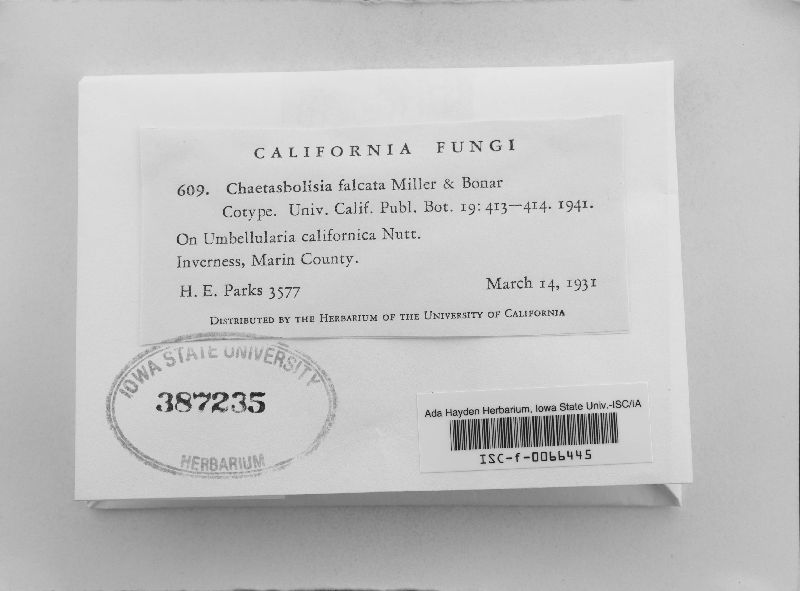 CALIFORNIA FUNGI
609. Chaetasbolisia falcata Miller & Bonar
Cotype. Univ. Calif. Publ. Bot. 19: 413—414. 1941.
On Umbellularia californica Nutt.
Inverness, Marin County.
H. E. Parks 3577 March 14, 1931
DISTRIBUTED BY THE HERBARIUM OF THE UNIVERSITY OF CALIFORNIA
IOWA STATE UNIVERSITY
387235
HERBARIUM
Ada Hayden Herbarium, Iowa State Univ.-ISC/IA
ISC-f-0066445